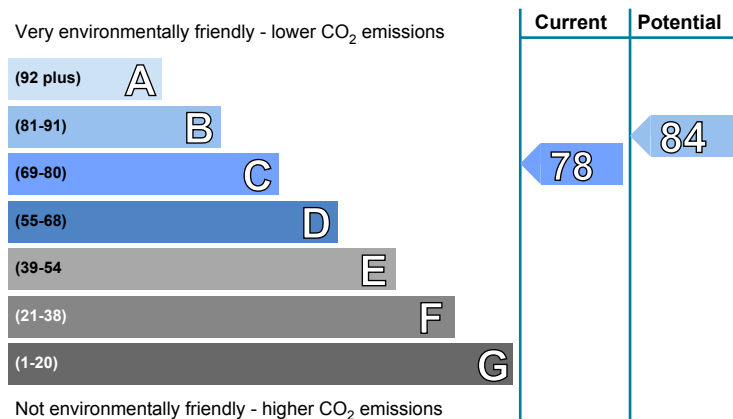 Very environmentally friendly - lower CO2 emissions
Current
Potential
(92 plus) A
(81-91) B
(69-80) C
(55-68) D
(39-54 E
(21-38) F
(1-20) G
78
84
Not environmentally friendly - higher CO2 emissions